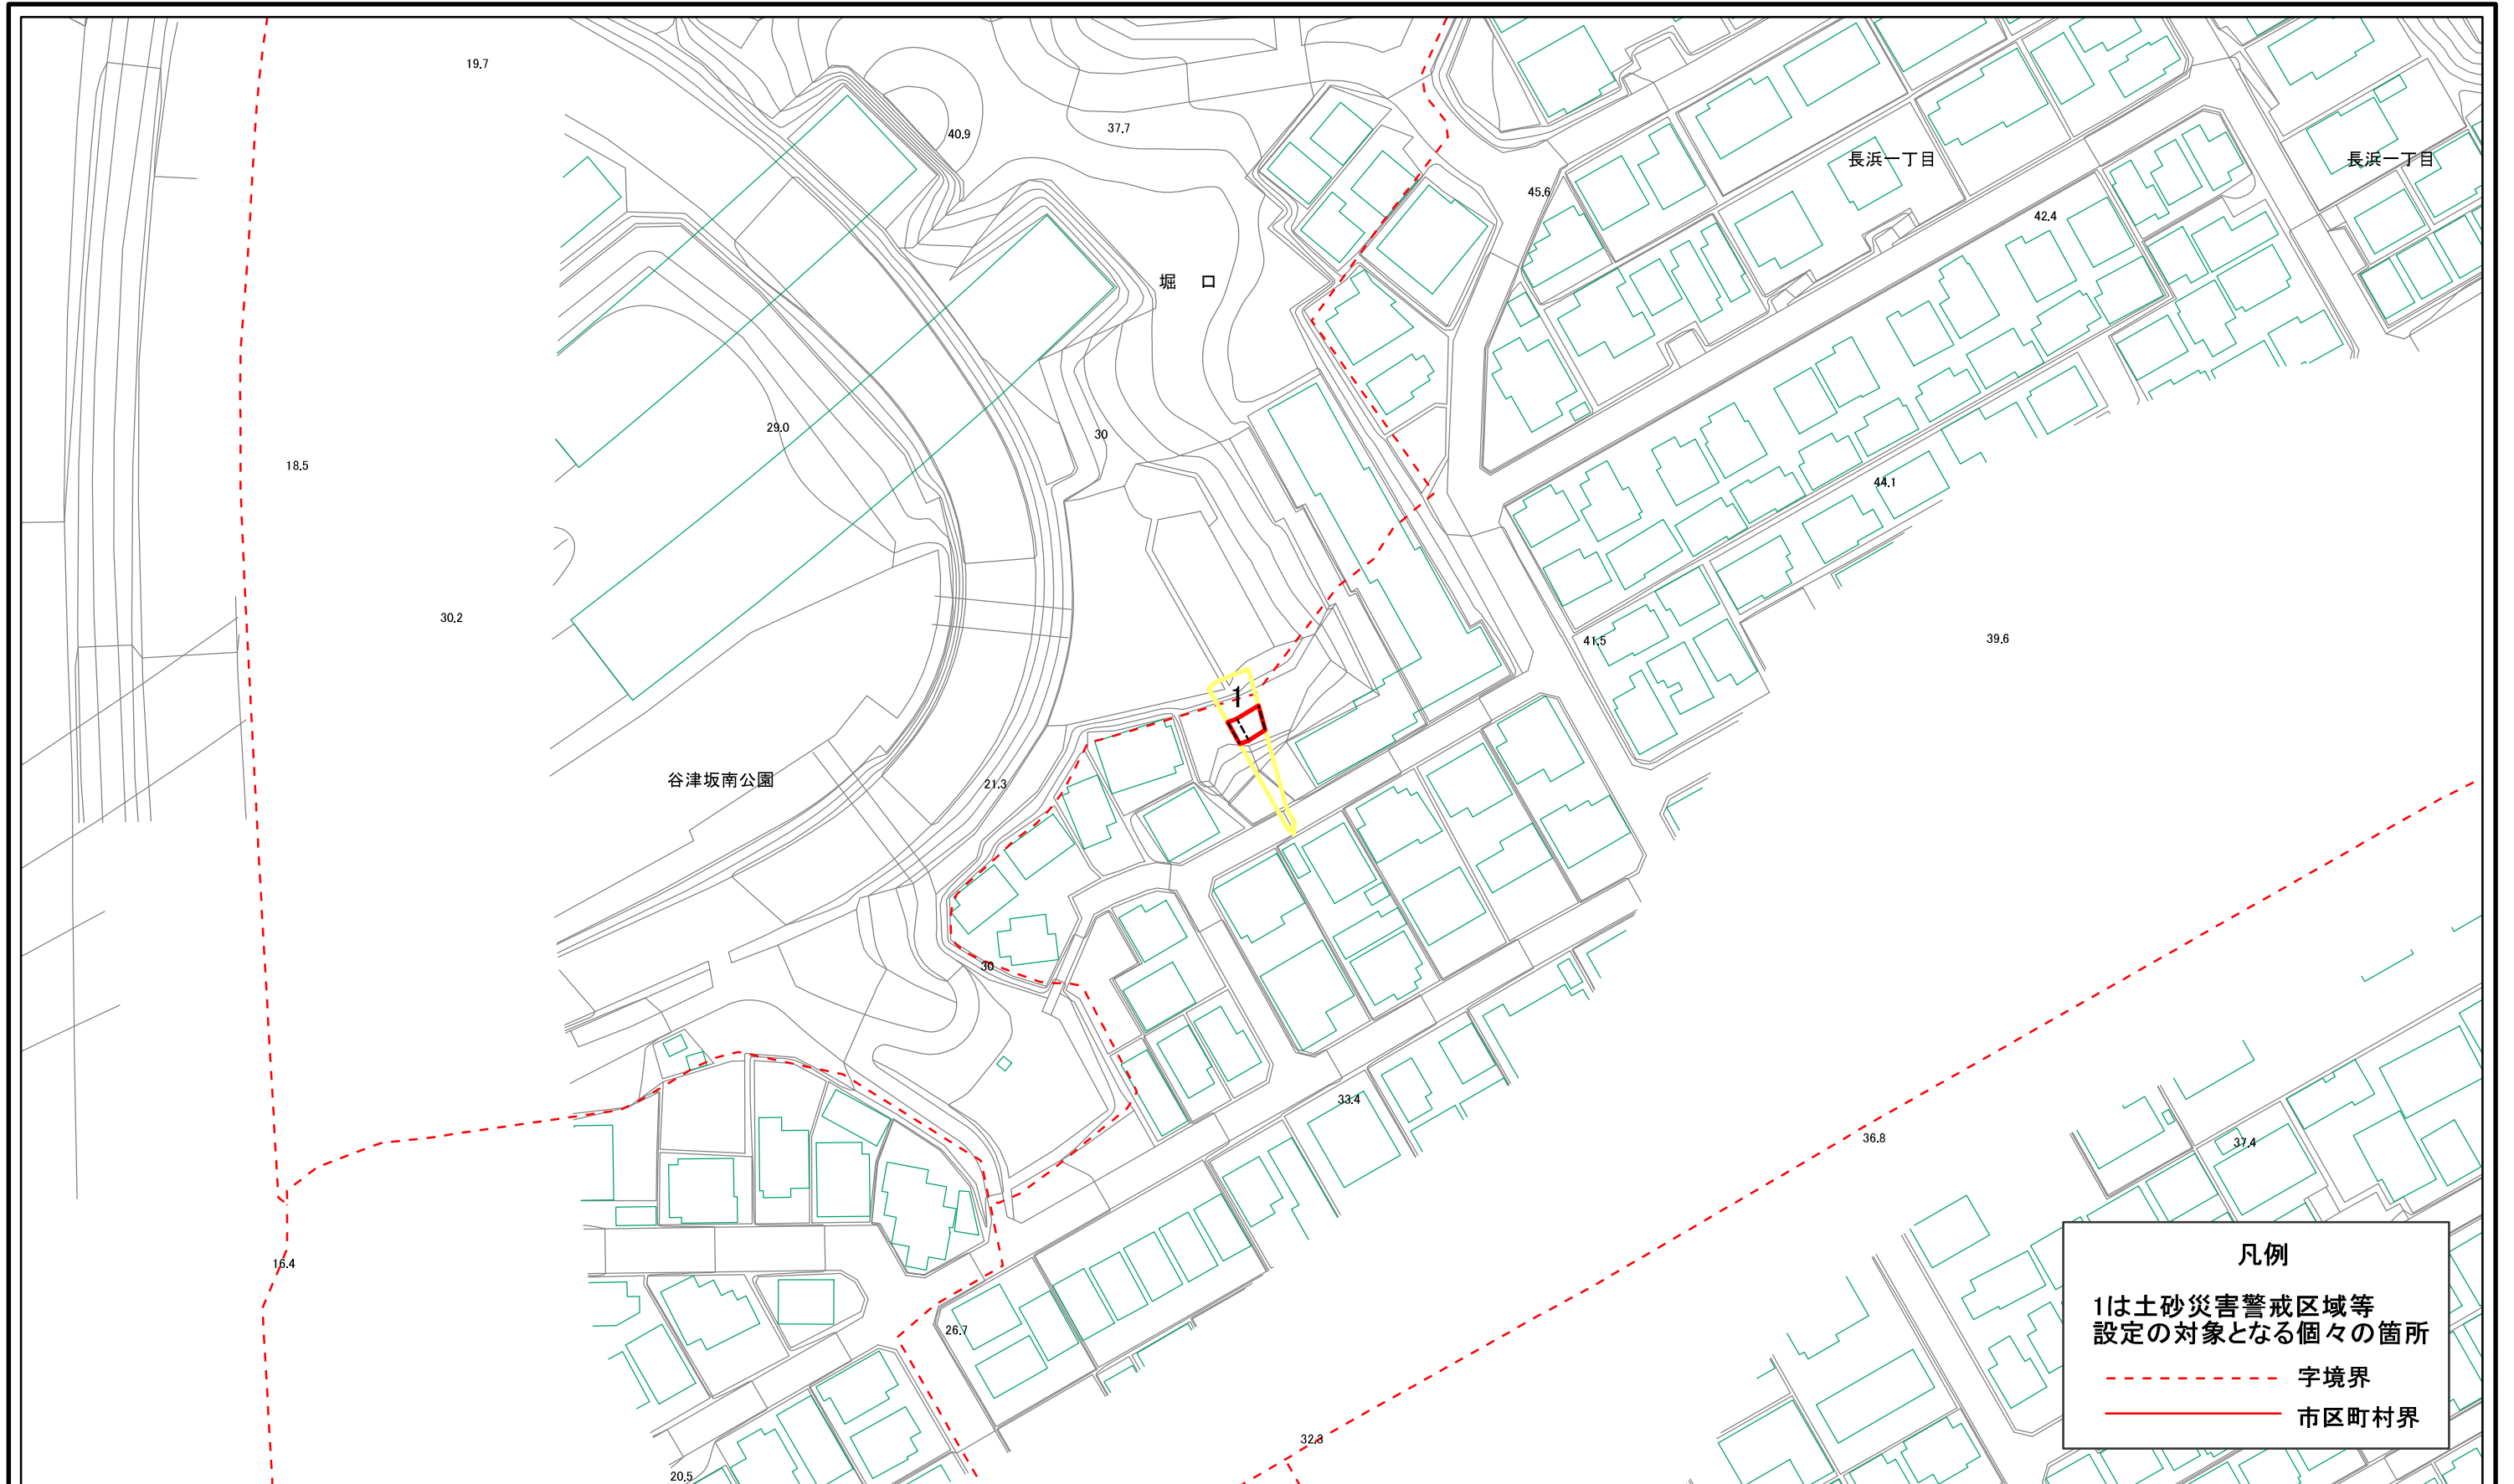 19.7
40.9
37.7
長浜一丁目
長浜一丁目
45.6
42.4
堀 口
29.0
30
18.5
44.1
30.2
41.5
39.6
1
谷津坂南公園
21.3
30
33.4
36.8
37.4
16.4
26.7
32.3
20.5
凡例
1は土砂災害警戒区域等
設定の対象となる個々の箇所
字境界
市区町村界